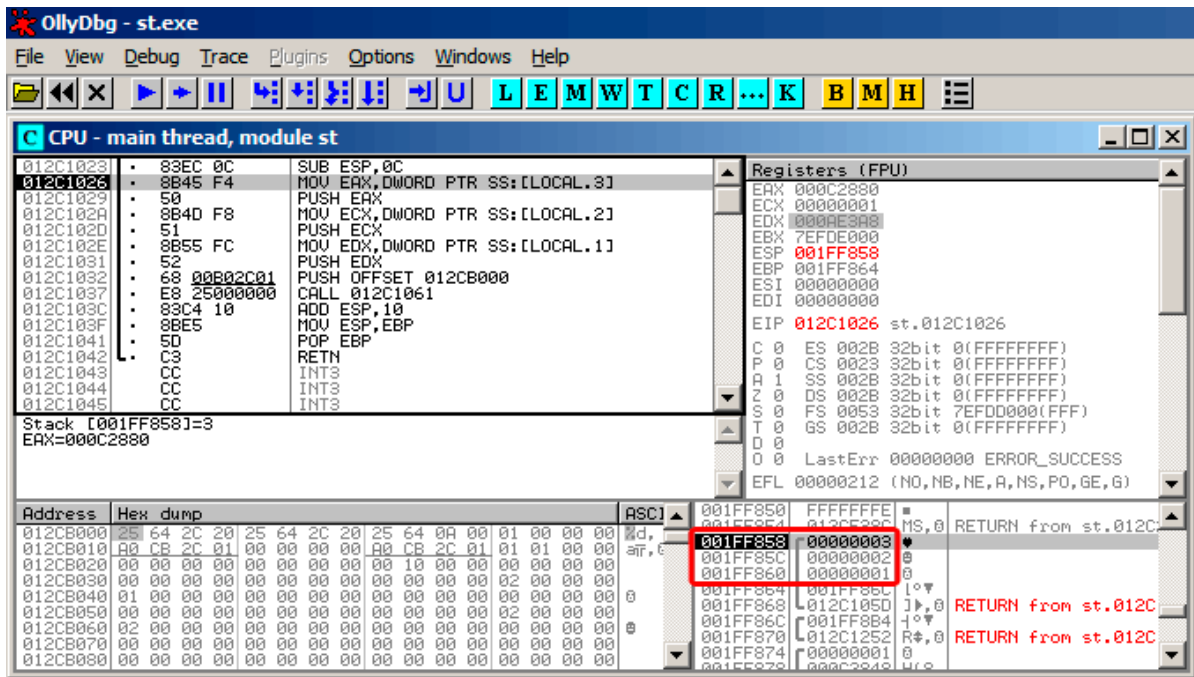 OllyDbg - st.exe
File View Debug Trace Plugins Options Windows Help
L E M W T C R ... K B M H
C CPU - main thread, module st
012C1023 . 83EC 0C SUB ESP,0C
012C1026 . 8B45 F4 MOV EAX,DWORD PTR SS:[LOCAL.3]
012C1029 . 50 PUSH EAX
012C102A . 8B4D F8 MOV ECX,DWORD PTR SS:[LOCAL.2]
012C102D . 51 PUSH ECX
012C102E . 8B55 FC MOV EDX,DWORD PTR SS:[LOCAL.1]
012C1031 . 52 PUSH EDX
012C1032 . 68 00B02C01 PUSH OFFSET 012CB000
012C1037 . E8 25000000 CALL 012C1061
012C103C . 83C4 10 ADD ESP,10
012C103F . 8BE5 MOV ESP,EBP
012C1041 . 5D POP EBP
012C1042 . C3 RETN
012C1043 CC INT3
012C1044 CC INT3
012C1045 CC INT3
Stack [001FF858]=3
EAX=000C2880
Registers (FPU)
EAX 000C2880
ECX 00000001
EDX 000AE3A8
EBX 7EFDE000
ESP 001FF858
EBP 001FF864
ESI 00000000
EDI 00000000
EIP 012C1026 st.012C1026
C 0 ES 002B 32bit 0(FFFFFFFF)
P 0 CS 0023 32bit 0(FFFFFFFF)
A 1 SS 002B 32bit 0(FFFFFFFF)
Z 0 DS 002B 32bit 0(FFFFFFFF)
S 0 FS 0053 32bit 7EFDD000(FFF)
T 0 GS 002B 32bit 0(FFFFFFFF)
D 0
O 0 LastErr 00000000 ERROR_SUCCESS
EFL 00000212 (NO,NB,NE,A,NS,PO,GE,G)
Address Hex dump ASCI
012CB000 25 64 2C 20 25 64 2C 20 25 64 0A 00 01 00 00 00 %d,
012CB010 A0 CB 2C 01 00 00 00 00 A0 CB 2C 01 01 01 00 00
012CB020 00 00 00 00 00 00 00 00 00 10 00 00 00 00 00 00
012CB030 00 00 00 00 00 00 00 00 00 00 00 00 02 00 00 00
012CB040 01 00 00 00 00 00 00 00 00 00 00 00 00 00 00 00
012CB050 00 00 00 00 00 00 00 00 00 00 00 00 02 00 00 00
012CB060 02 00 00 00 00 00 00 00 00 00 00 00 00 00 00 00
012CB070 00 00 00 00 00 00 00 00 00 00 00 00 00 00 00 00
012CB080 00 00 00 00 00 00 00 00 00 00 00 00 00 00 00 00
001FF850 FFFFFFFE
MS,0 RETURN from st.012C
001FF858 00000003
001FF85C 00000002
001FF860 00000001
001FF864 001FF86C
001FF868 012C105D RETURN from st.012C
001FF86C 001FF8B4
001FF870 012C1252 RETURN from st.012C
001FF874 00000001